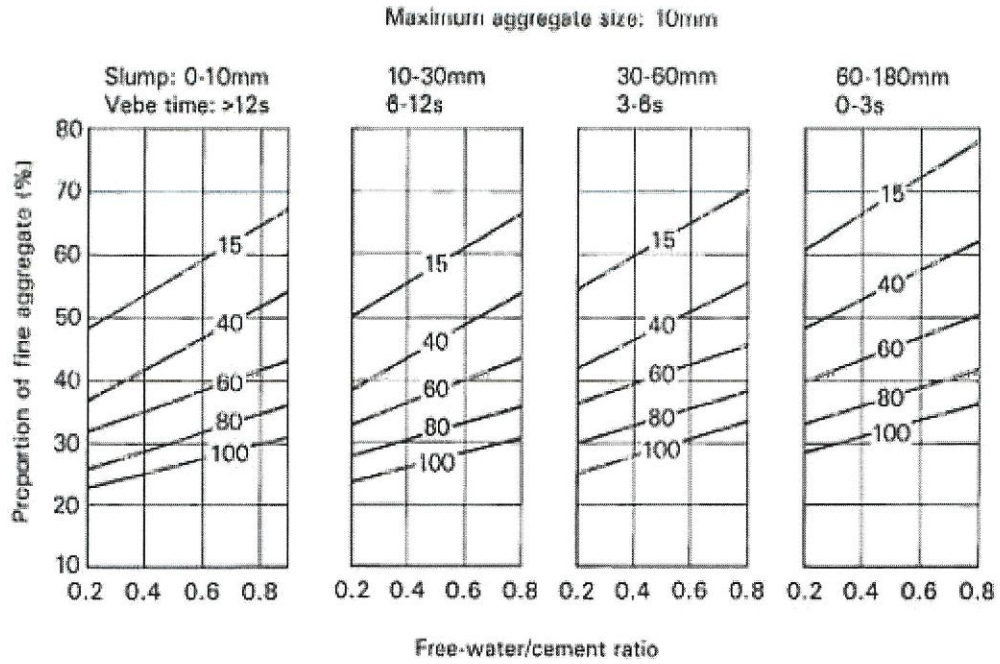 Maximum aggregate size: 10mm
Slump: 0-10mm
Vebe time: >12s
10-30mm
6-12s
30-60mm
3-6s
60-180mm
0-3s
Proportion of fine aggregate (%)
80
70
60
50
40
30
20
10
15
40
60
80
100
15
40
60
80
100
15
40
60
80
100
15
40
60
80
100
0.2 0.4 0.6 0.8
0.2 0.4 0.6 0.8
0.2 0.4 0.6 0.8
0.2 0.4 0.6 0.8
Free-water/cement ratio